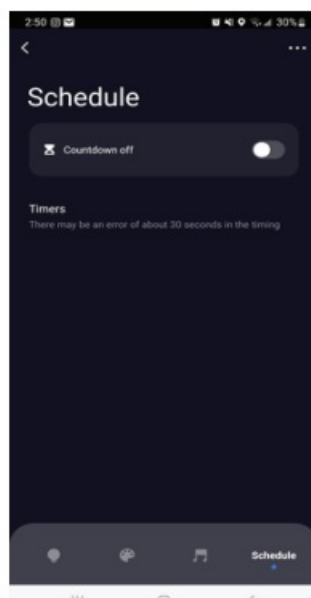 2:50 30%
Schedule
Countdown off
Timers
There may be an error of about 30 seconds in the timing
Schedule